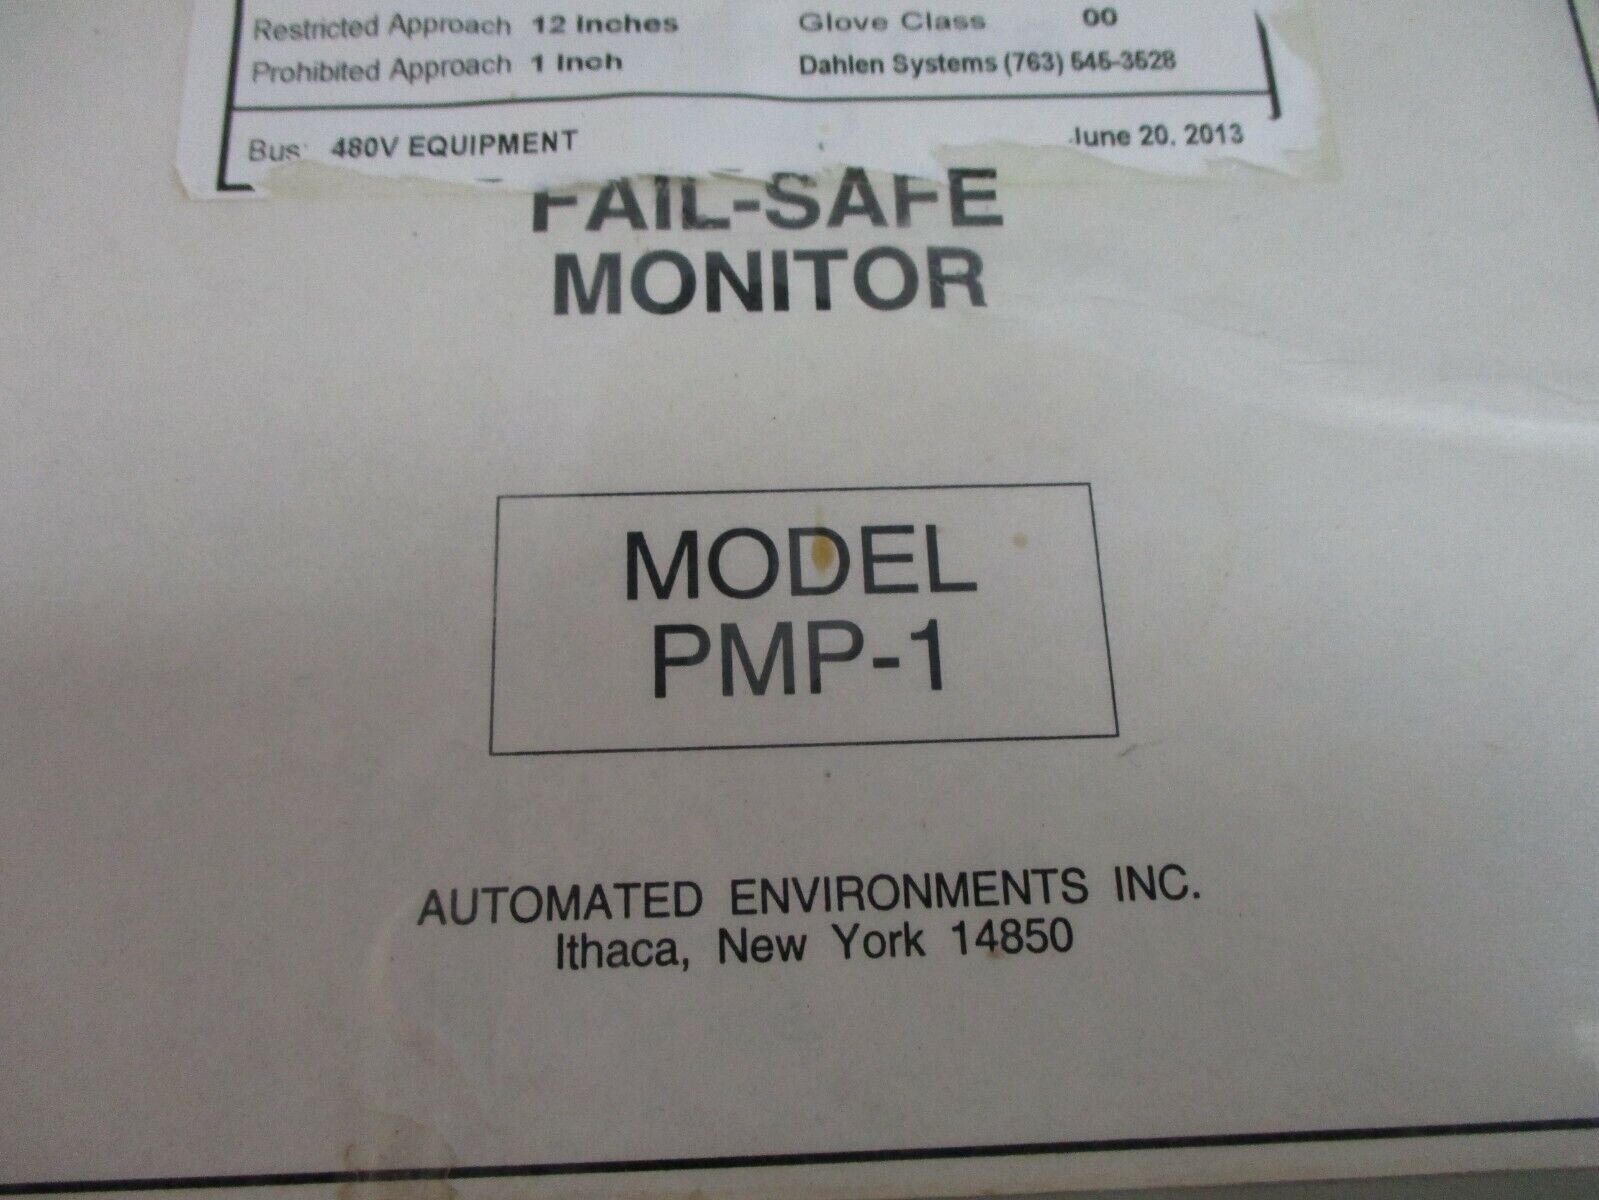 Restricted Approach 12 Inches Glove Class 00
Prohibited Approach 1 Inch Dahlen Systems (763) 545-3528
Bus: 480V EQUIPMENT June 20, 2013
FAIL-SAFE
MONITOR
MODEL
PMP-1
AUTOMATED ENVIRONMENTS INC.
Ithaca, New York 14850